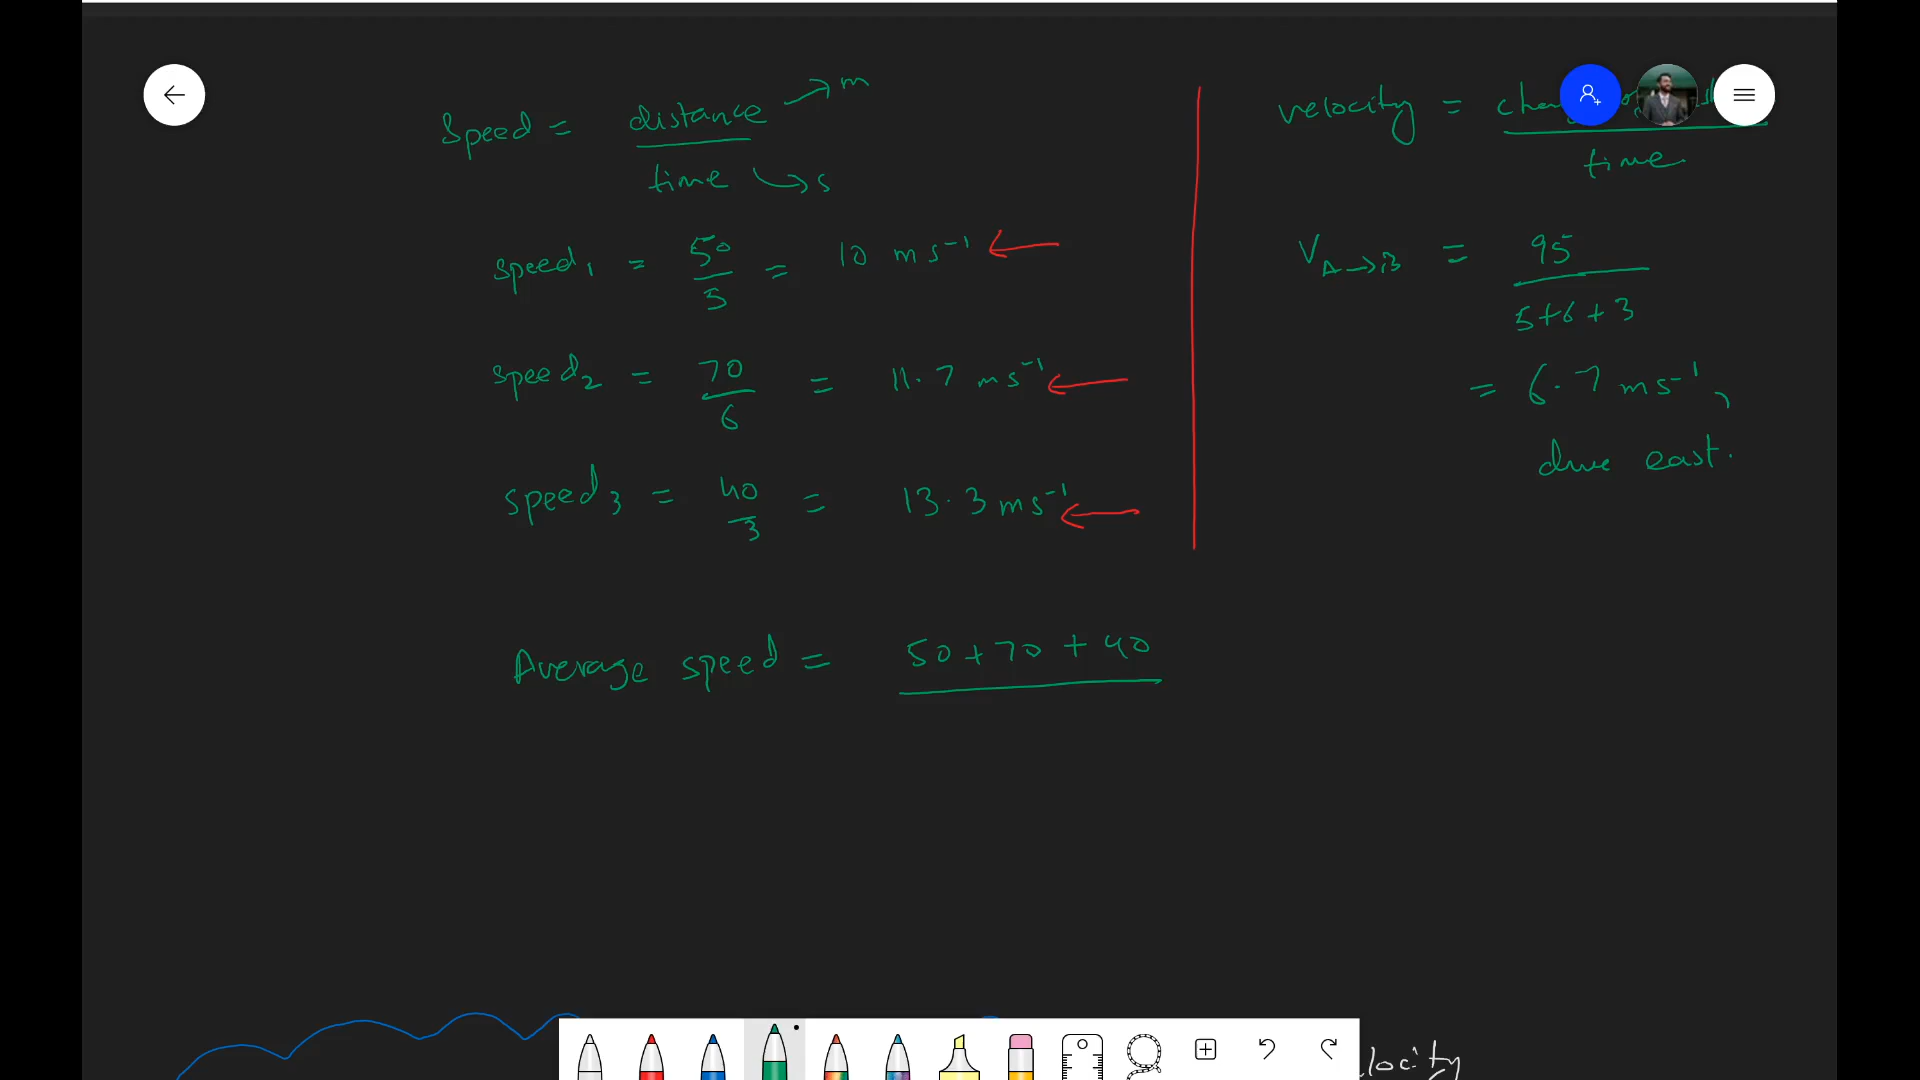 Speed = distance → m
time → s
speed₁ = 50/5 = 10 ms⁻¹
speed₂ = 70/6 = 11.7 ms⁻¹
speed₃ = 40/3 = 13.3 ms⁻¹
Average speed = 50 + 70 + 40
velocity =
time
V A→B = 95
5+6+3
= 6.7 ms⁻¹,
due east.
locity